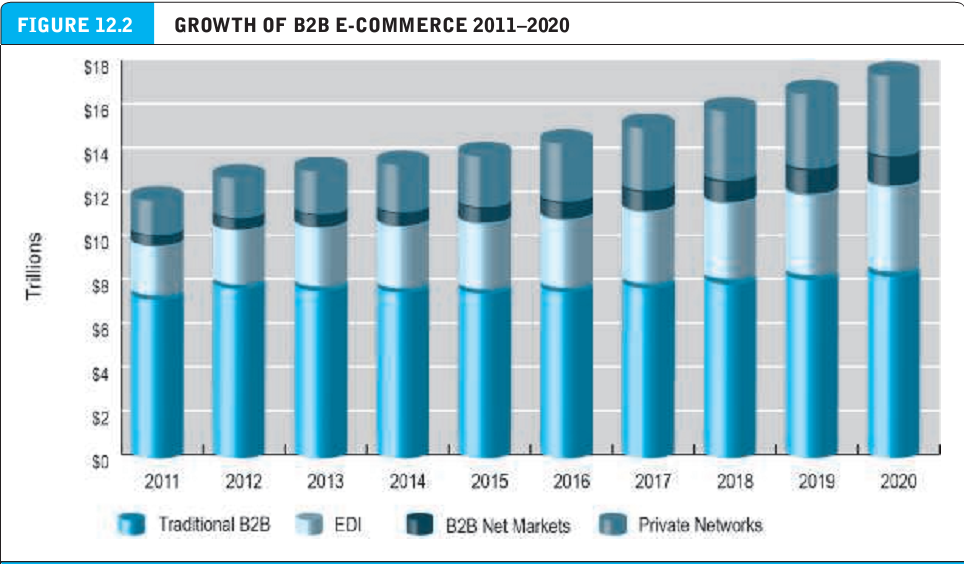 FIGURE 12.2 GROWTH OF B2B E-COMMERCE 2011–2020
$18
$16
$14
$12
$10
$8
$6
$4
$2
$0
Trillions
2011 2012 2013 2014 2015 2016 2017 2018 2019 2020
Traditional B2B EDI B2B Net Markets Private Networks